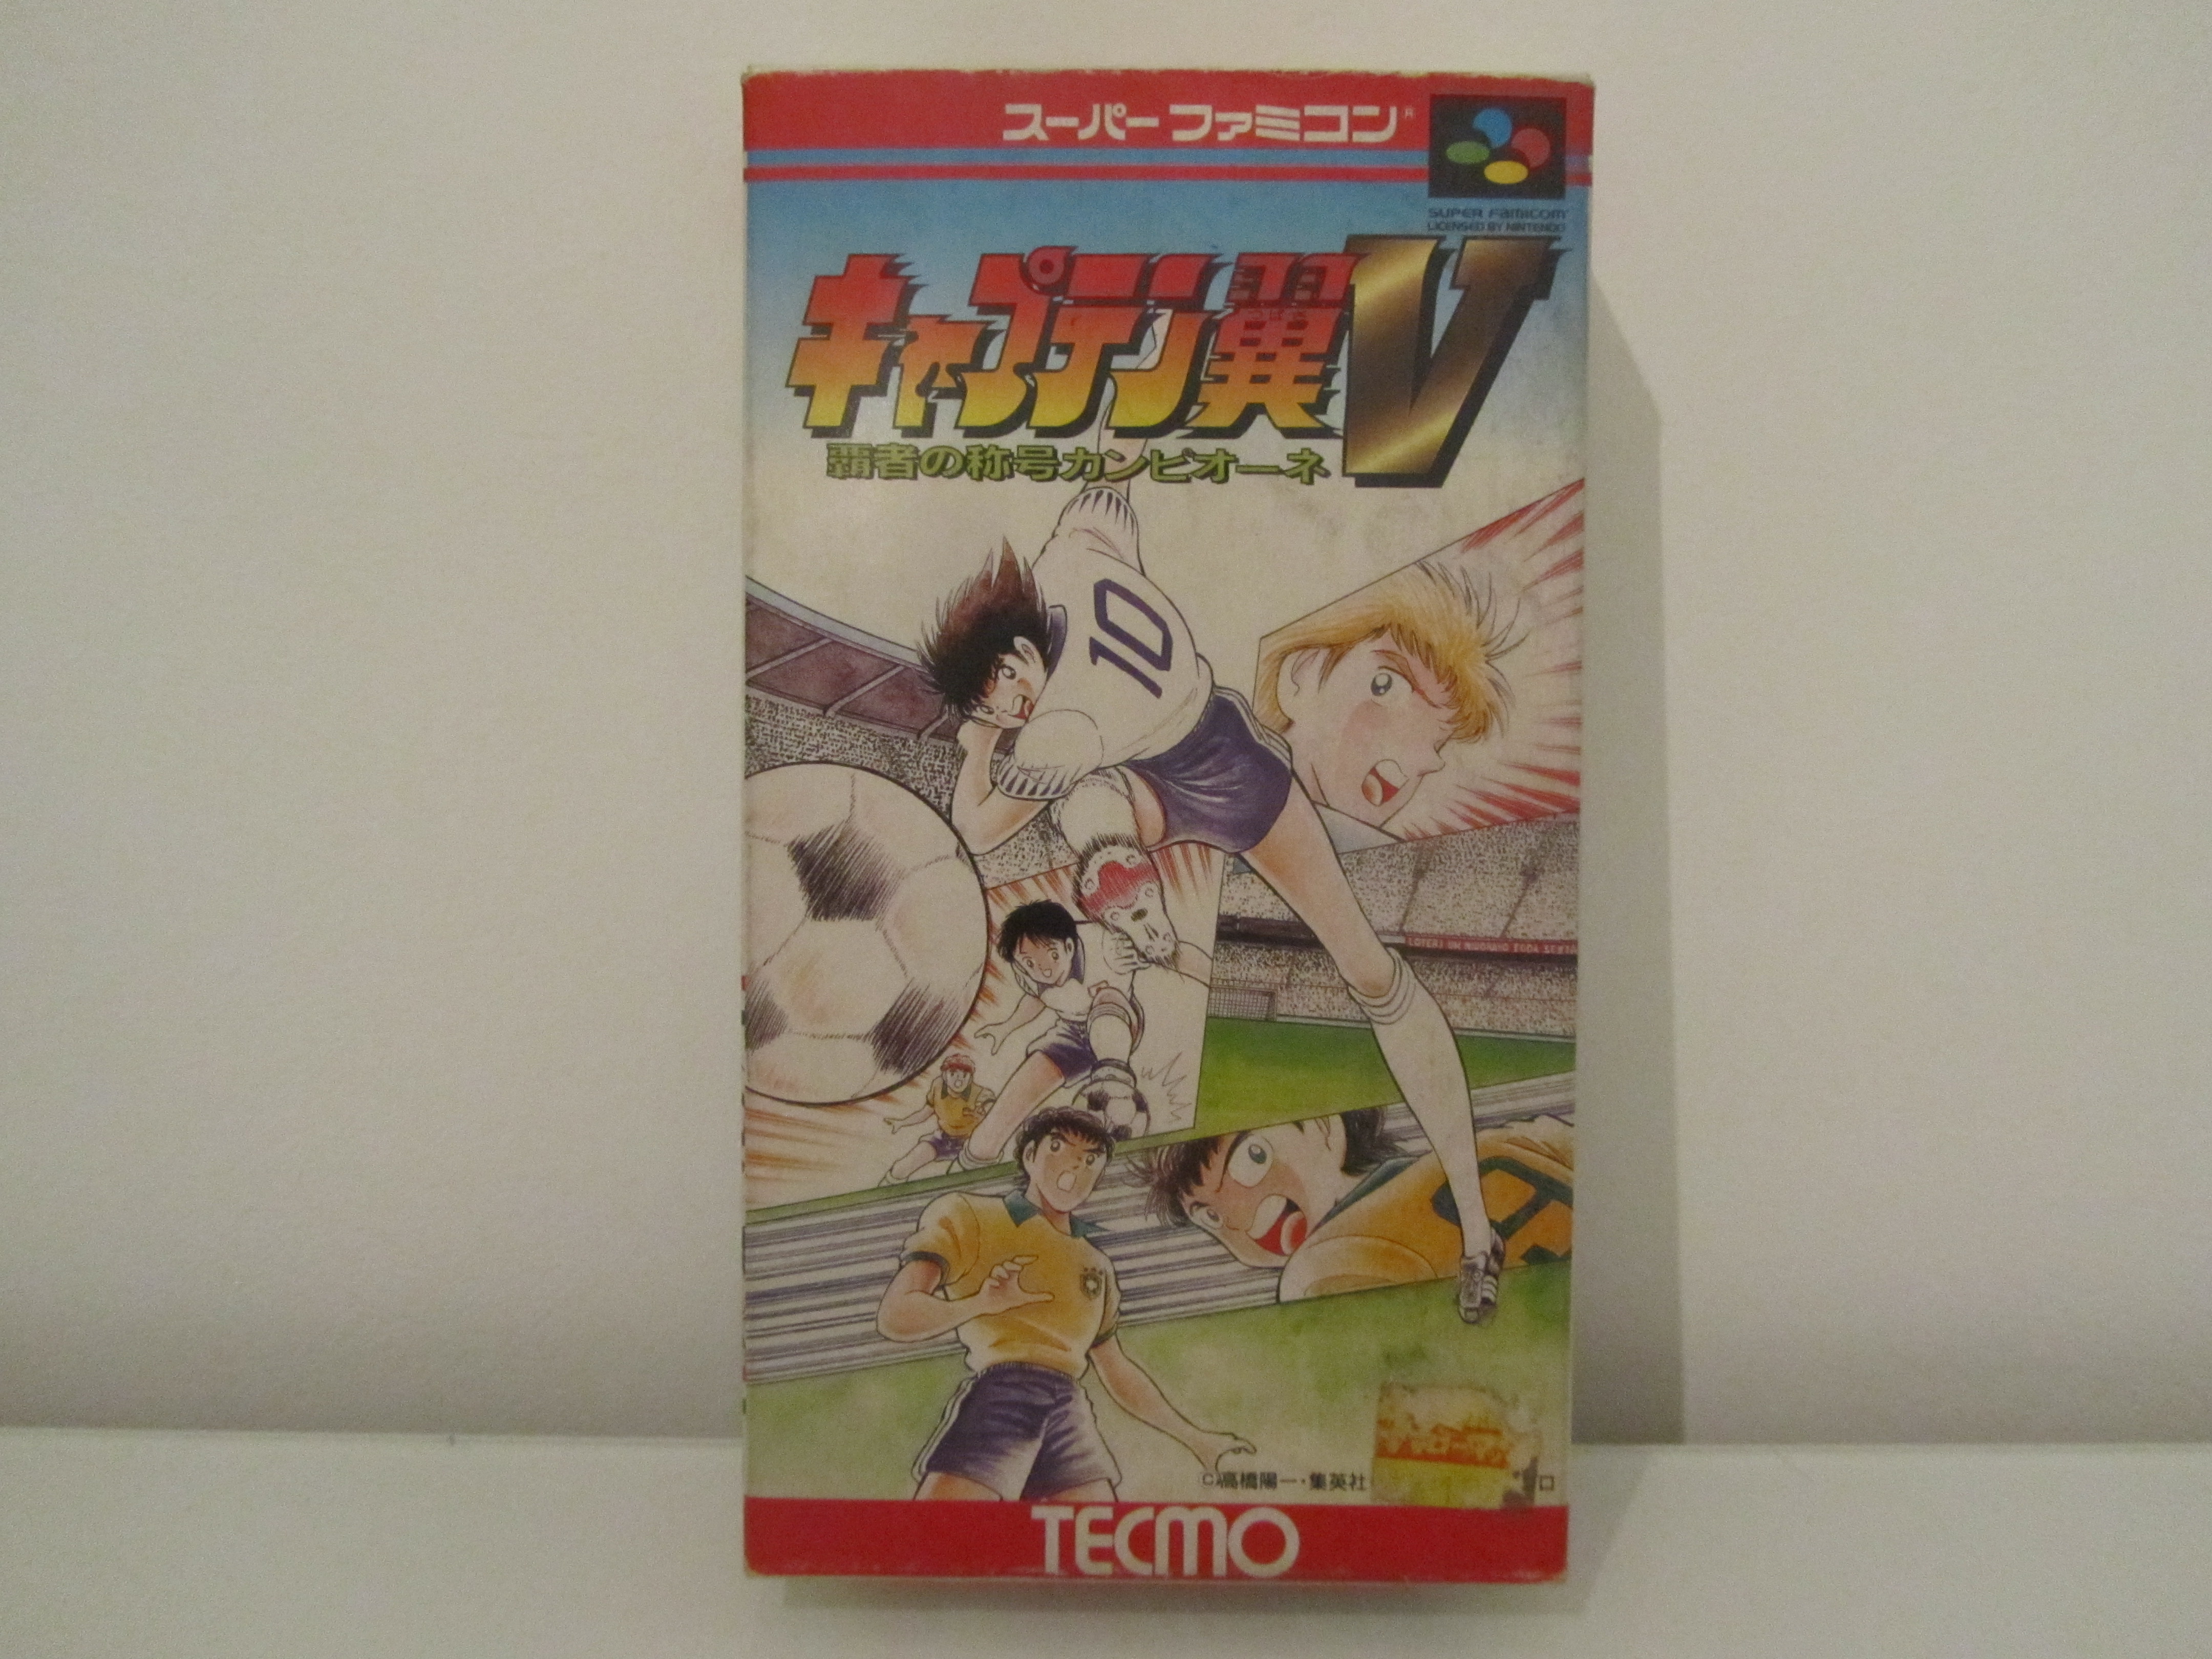 スーパーファミコン
SUPER FAMICOM
LICENSED BY NINTENDO
キャプテン翼V
覇者の称号カンピオーネ
10
©高橋陽一・集英社
ロ
TECMO